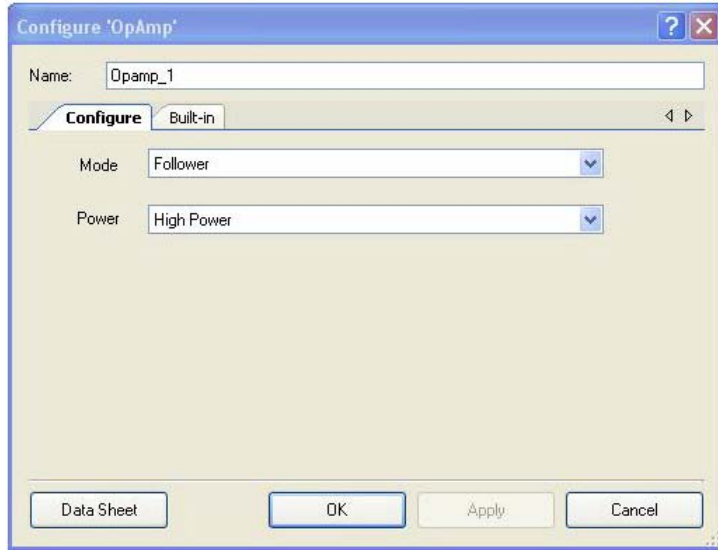 Configure 'OpAmp'
Name: Opamp_1
Configure Built-in
Mode Follower
Power High Power
Data Sheet OK Apply Cancel